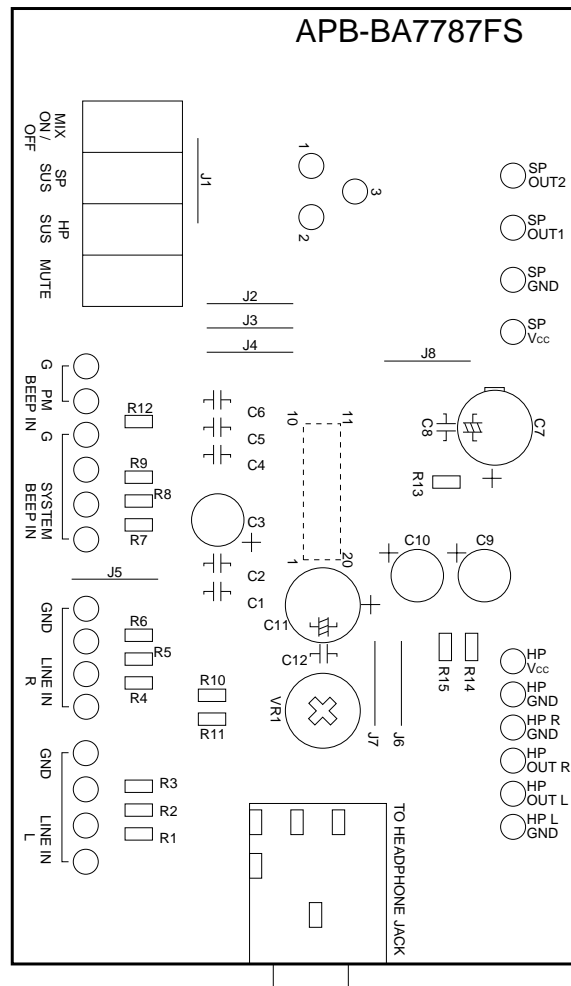 APB-BA7787FS
MIX
ON /
OFF
SP
SUS
HP
SUS
MUTE
J1
1
2
3
SP
OUT2
SP
OUT1
SP
GND
SP
Vcc
J2
J3
J4
J8
G
PM
BEEP IN
G
SYSTEM
BEEP IN
R12
R9
R8
R7
C6
C5
C4
C3
C2
C1
10
11
1
20
C8
C7
R13
C10
C9
J5
C11
C12
GND
LINE IN
R
R6
R5
R4
R10
R11
VR1
J7
J6
R15
R14
HP
Vcc
HP
GND
HP R
GND
HP
OUT R
HP
OUT L
HP L
GND
GND
LINE IN
L
R3
R2
R1
TO HEADPHONE JACK